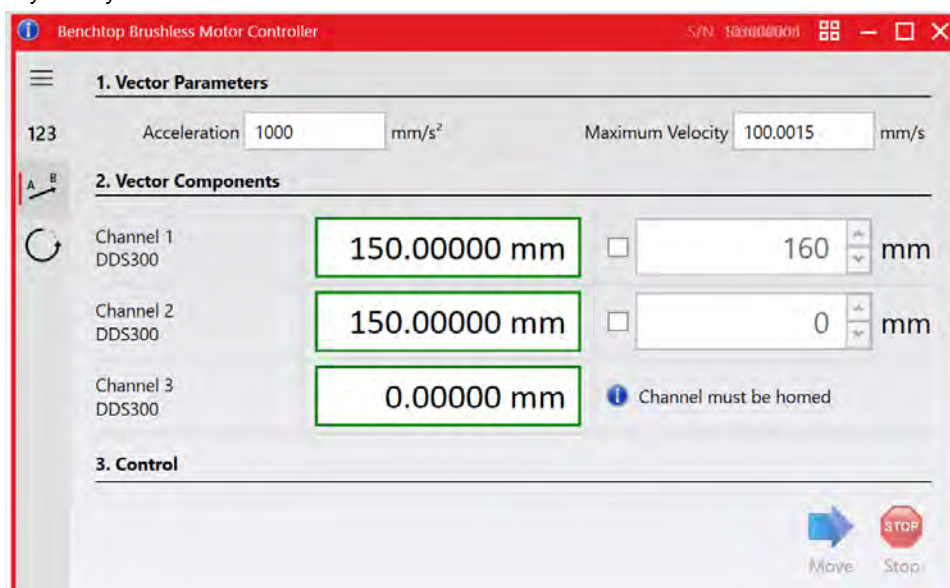 Benchtop Brushless Motor Controller S/N
1. Vector Parameters
123 Acceleration 1000 mm/s² Maximum Velocity 100.0015 mm/s
A B 2. Vector Components
Channel 1
DDS300
150.00000 mm 160 mm
Channel 2
DDS300
150.00000 mm 0 mm
Channel 3
DDS300
0.00000 mm Channel must be homed
3. Control
STOP
Move Stop